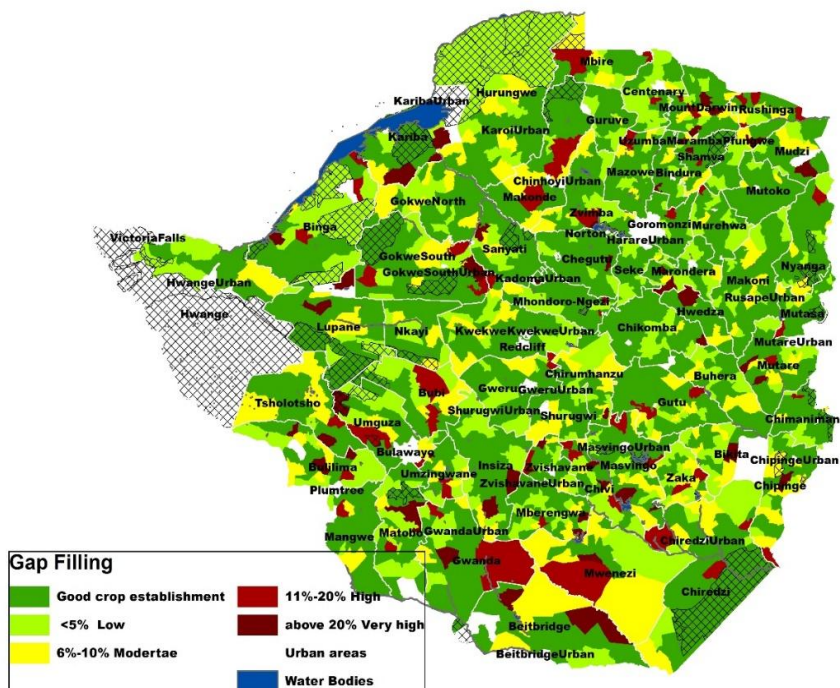 Mbire
Centenary
KaribaUrban
Hurungwe
MountDarwin
Rushinga
Guruve
Kariba
KaroiUrban
Uzumba
Maramba
Pfungwe
Shamva
Mudzi
ChinhoyiUrban
Mazowe
Bindura
Makonde
Mutoko
GokweNorth
Zvimba
Binga
Goromonzi
Murehwa
VictoriaFalls
Norton
HarareUrban
GokweSouth
Sanyati
Chegutu
GokweSouthUrban
KadomaUrban
Seke
Marondera
Nyanga
HwangeUrban
Makoni
Mhondoro-Ngezi
RusapeUrban
Hwange
Hwedza
Mutasa
Lupane
Nkayi
KwekweKwekweUrban
Chikomba
MutareUrban
Redcliff
Mutare
Chirumhanzu
Buhera
Bubi
Gweru
GweruUrban
Tsholotsho
ShurugwiUrban
Shurugwi
Gutu
Umguza
Chimaniman
Bulawayo
MasvingoUrban
Bikita
Bulilima
Umzingwane
Insiza
Zvishavane
Masvingo
ChipingeUrban
Plumtree
ZvishavaneUrban
Chivi
Zaka
Chipinge
Mberengwa
Mangwe
Matobo
GwandaUrban
ChiredziUrban
Gwanda
Mwenezi
Chiredzi
Beitbridge
BeitbridgeUrban
Gap Filling
Good crop establishment
<5% Low
6%-10% Modertae
11%-20% High
above 20% Very high
Urban areas
Water Bodies